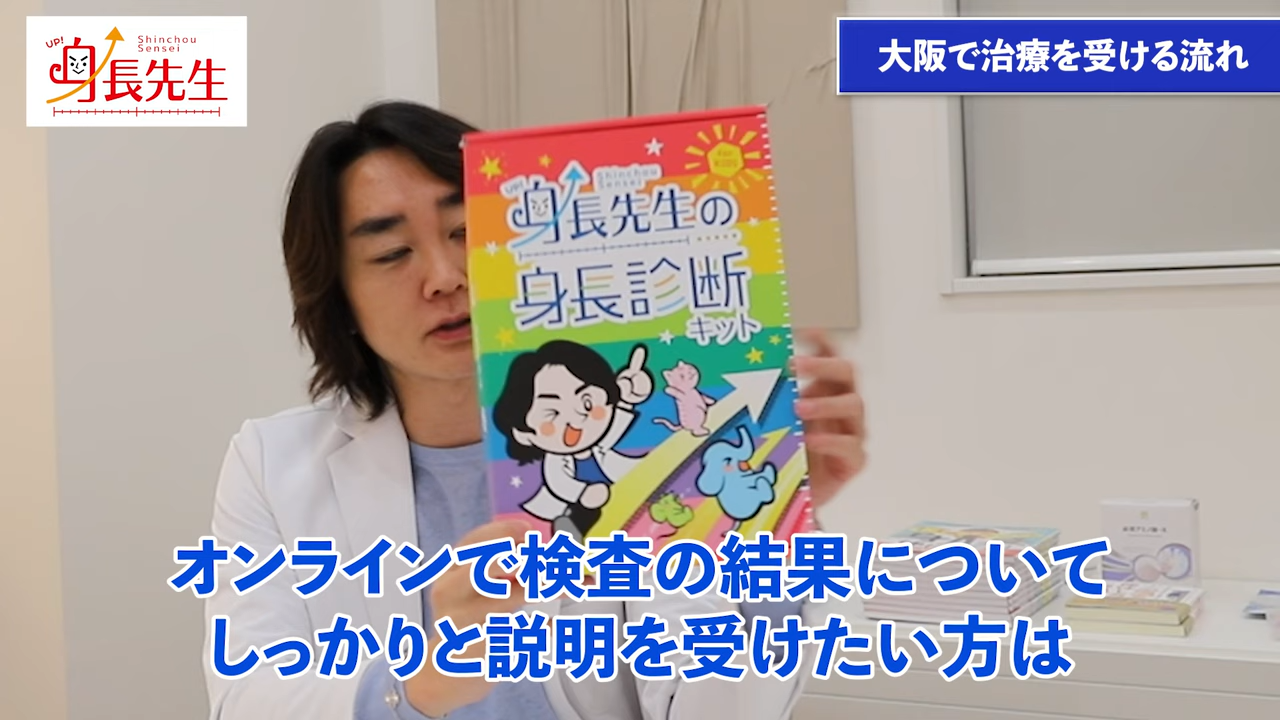 UP!
Shinchou
Sensei
身長先生
大阪で治療を受ける流れ
For
KIDS
UP!
Shinchou
Sensei
身長先生の
身長診断
キット
オンラインで検査の結果について
しっかりと説明を受けたい方は